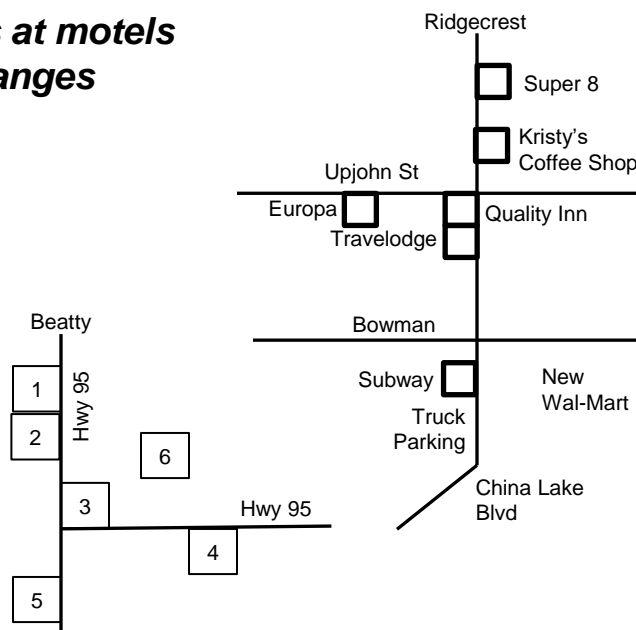 s at motels
anges
Ridgecrest
Super 8
Kristy’s
Coffee Shop
Upjohn St
Europa
Quality Inn
Travelodge
Bowman
Subway
New
Wal-Mart
Truck
Parking
China Lake
Blvd
Beatty
Hwy 95
1
2
6
3
Hwy 95
4
5